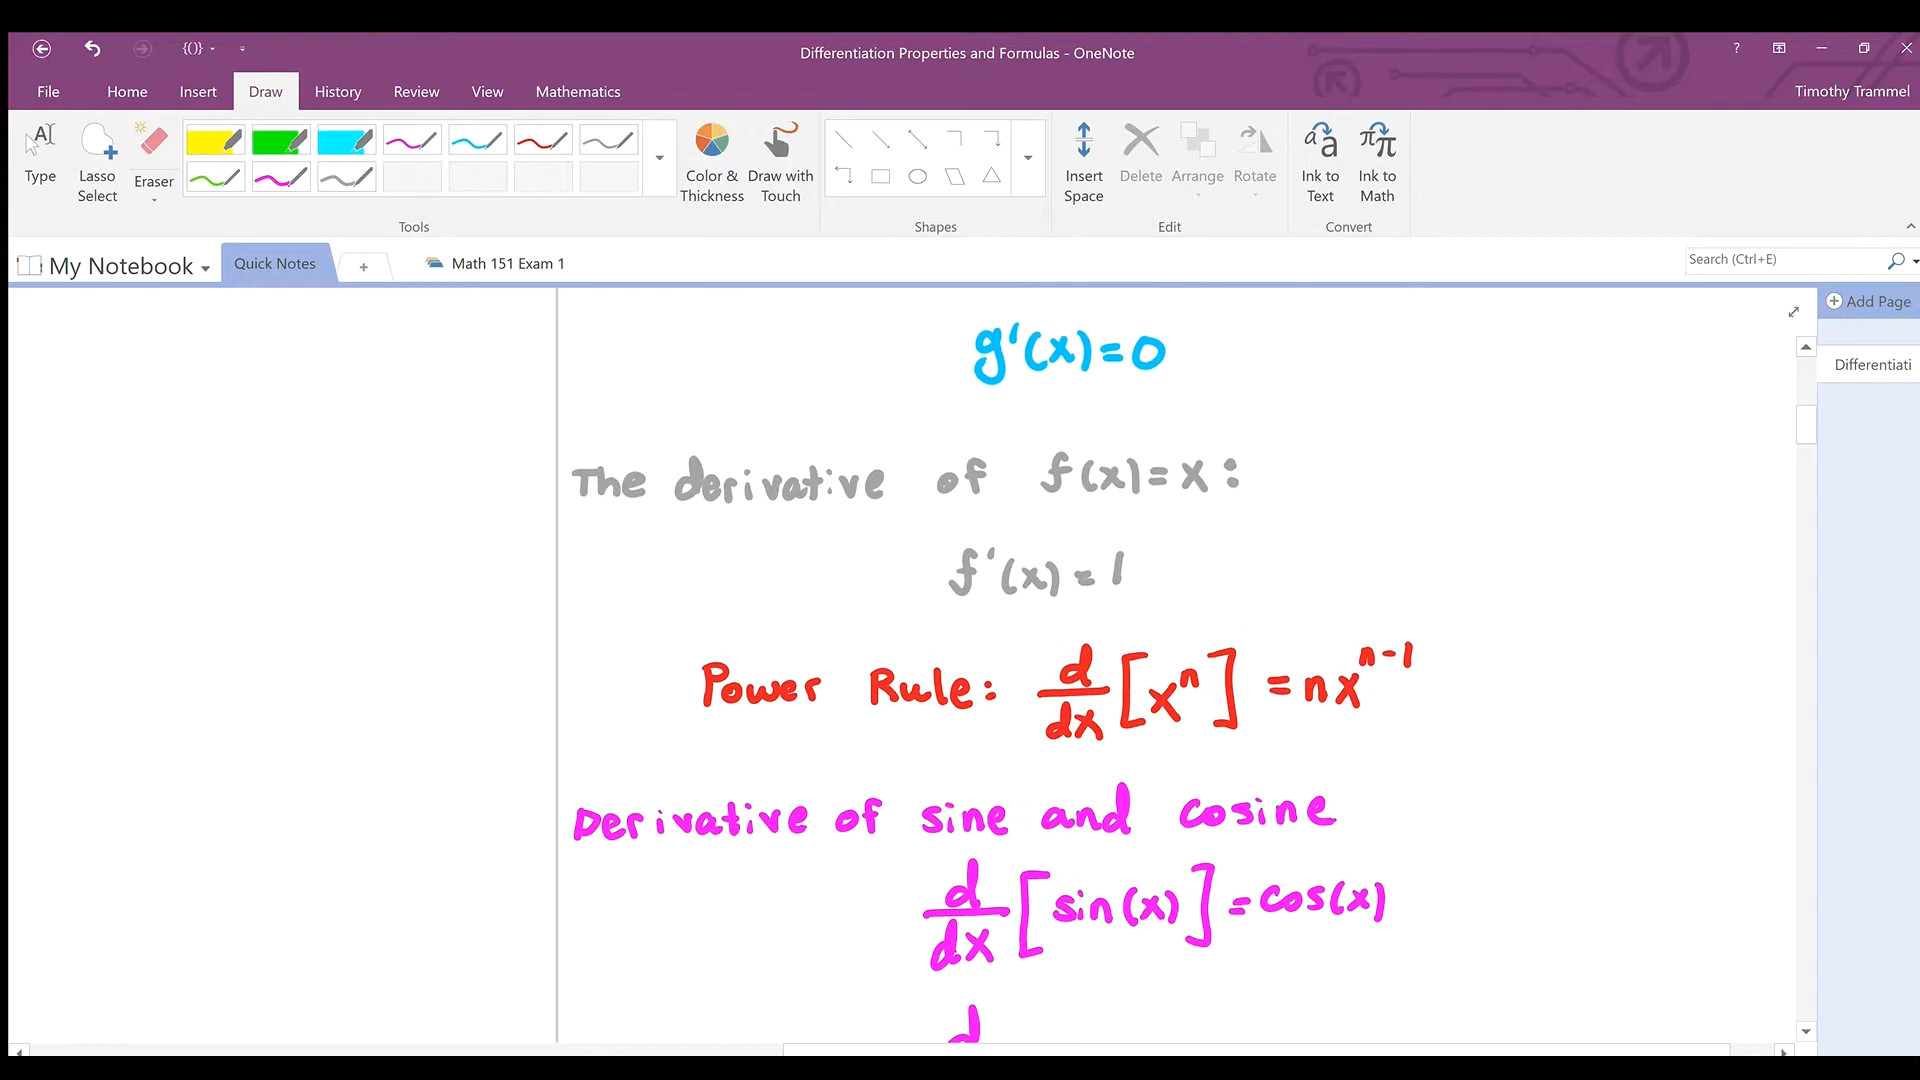 {()}
Differentiation Properties and Formulas - OneNote
?
File Home Insert Draw History Review View Mathematics
Timothy Trammel
Type
Lasso Select
Eraser
Color & Thickness
Draw with Touch
Insert Space
Delete
Arrange
Rotate
Ink to Text
Ink to Math
Tools
Shapes
Edit
Convert
My Notebook
Quick Notes
+
Math 151 Exam 1
Search (Ctrl+E)
Add Page
Differentiati
g'(x)=0
The derivative of f(x)=x:
f'(x)=1
Power Rule: d/dx [xⁿ] = nxⁿ⁻¹
Derivative of sine and cosine
d/dx [sin(x)] = cos(x)
d